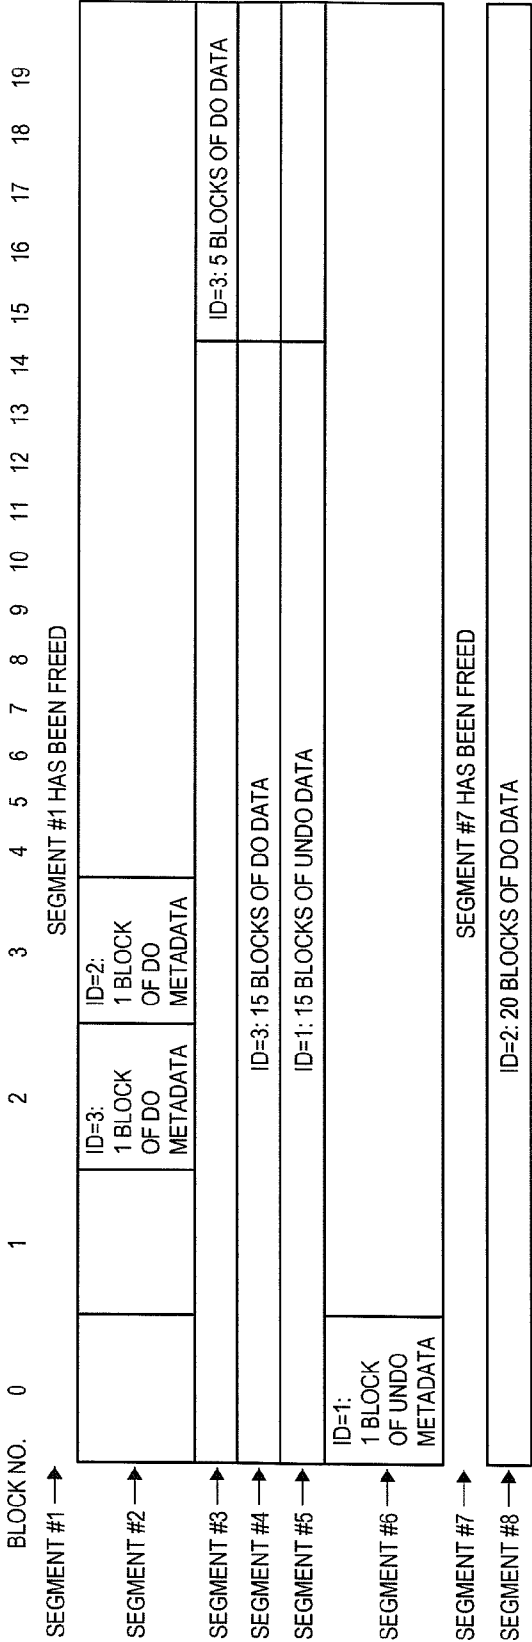 BLOCK NO. 0 1 2 3 4 5 6 7 8 9 10 11 12 13 14 15 16 17 18 19
SEGMENT #1
SEGMENT #1 HAS BEEN FREED
SEGMENT #2
ID=3:
1 BLOCK
OF DO
METADATA
ID=2:
1 BLOCK
OF DO
METADATA
SEGMENT #3
ID=3: 5 BLOCKS OF DO DATA
SEGMENT #4
ID=3: 15 BLOCKS OF DO DATA
SEGMENT #5
ID=1: 15 BLOCKS OF UNDO DATA
SEGMENT #6
ID=1:
1 BLOCK
OF UNDO
METADATA
SEGMENT #7
SEGMENT #7 HAS BEEN FREED
SEGMENT #8
ID=2: 20 BLOCKS OF DO DATA